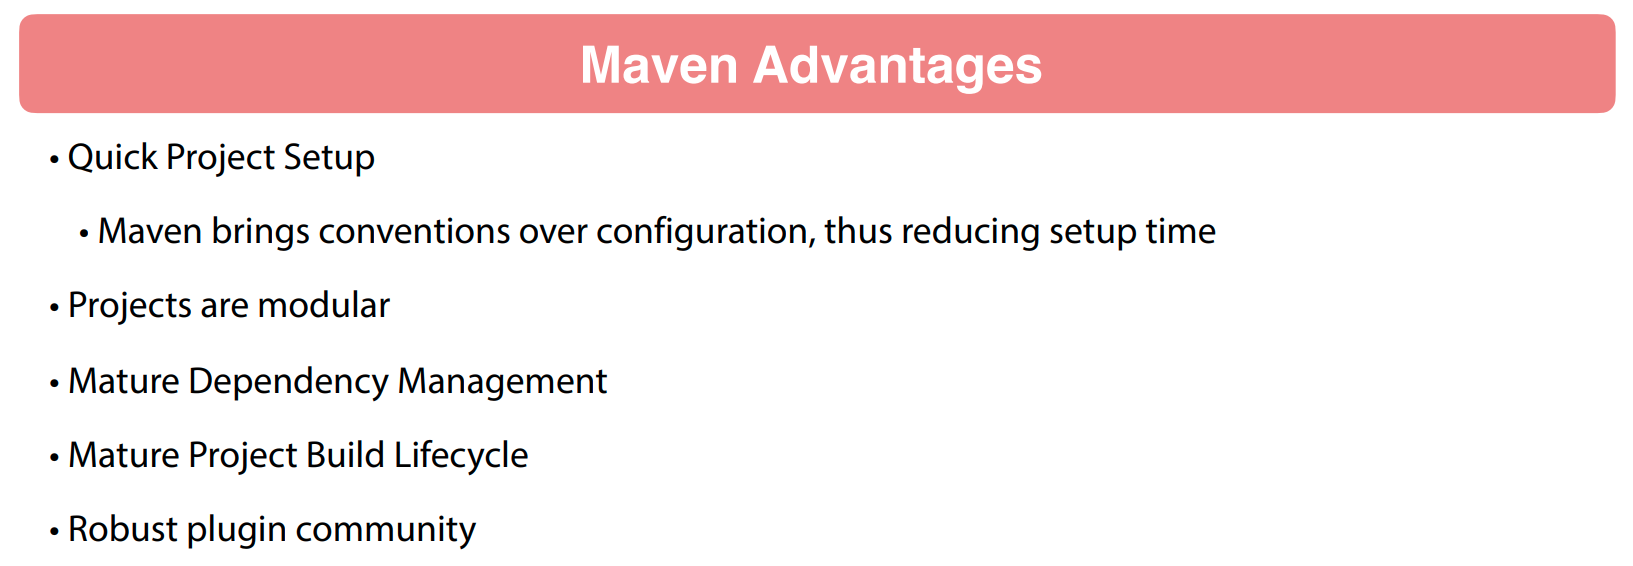 Maven Advantages
• Quick Project Setup
• Maven brings conventions over configuration, thus reducing setup time
• Projects are modular
• Mature Dependency Management
• Mature Project Build Lifecycle
• Robust plugin community